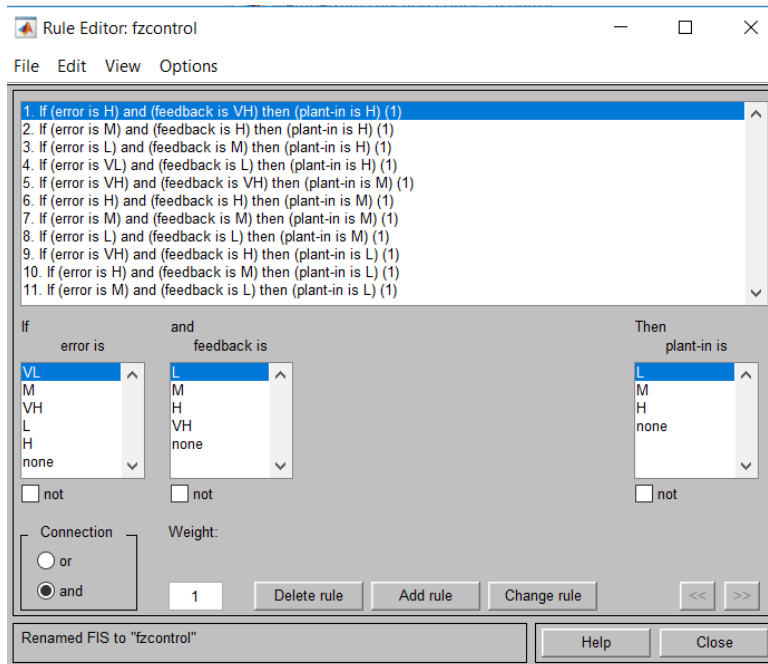 Rule Editor: fzcontrol
File Edit View Options
1. If (error is H) and (feedback is VH) then (plant-in is H) (1)
2. If (error is M) and (feedback is H) then (plant-in is H) (1)
3. If (error is L) and (feedback is M) then (plant-in is H) (1)
4. If (error is VL) and (feedback is L) then (plant-in is H) (1)
5. If (error is VH) and (feedback is VH) then (plant-in is M) (1)
6. If (error is H) and (feedback is H) then (plant-in is M) (1)
7. If (error is M) and (feedback is M) then (plant-in is M) (1)
8. If (error is L) and (feedback is L) then (plant-in is M) (1)
9. If (error is VH) and (feedback is H) then (plant-in is L) (1)
10. If (error is H) and (feedback is M) then (plant-in is L) (1)
11. If (error is M) and (feedback is L) then (plant-in is L) (1)
If and Then
error is feedback is plant-in is
VL L L
M M M
VH H H
L VH none
H none
none
not not not
Connection Weight:
or
and 1 Delete rule Add rule Change rule << >>
Renamed FIS to "fzcontrol" Help Close